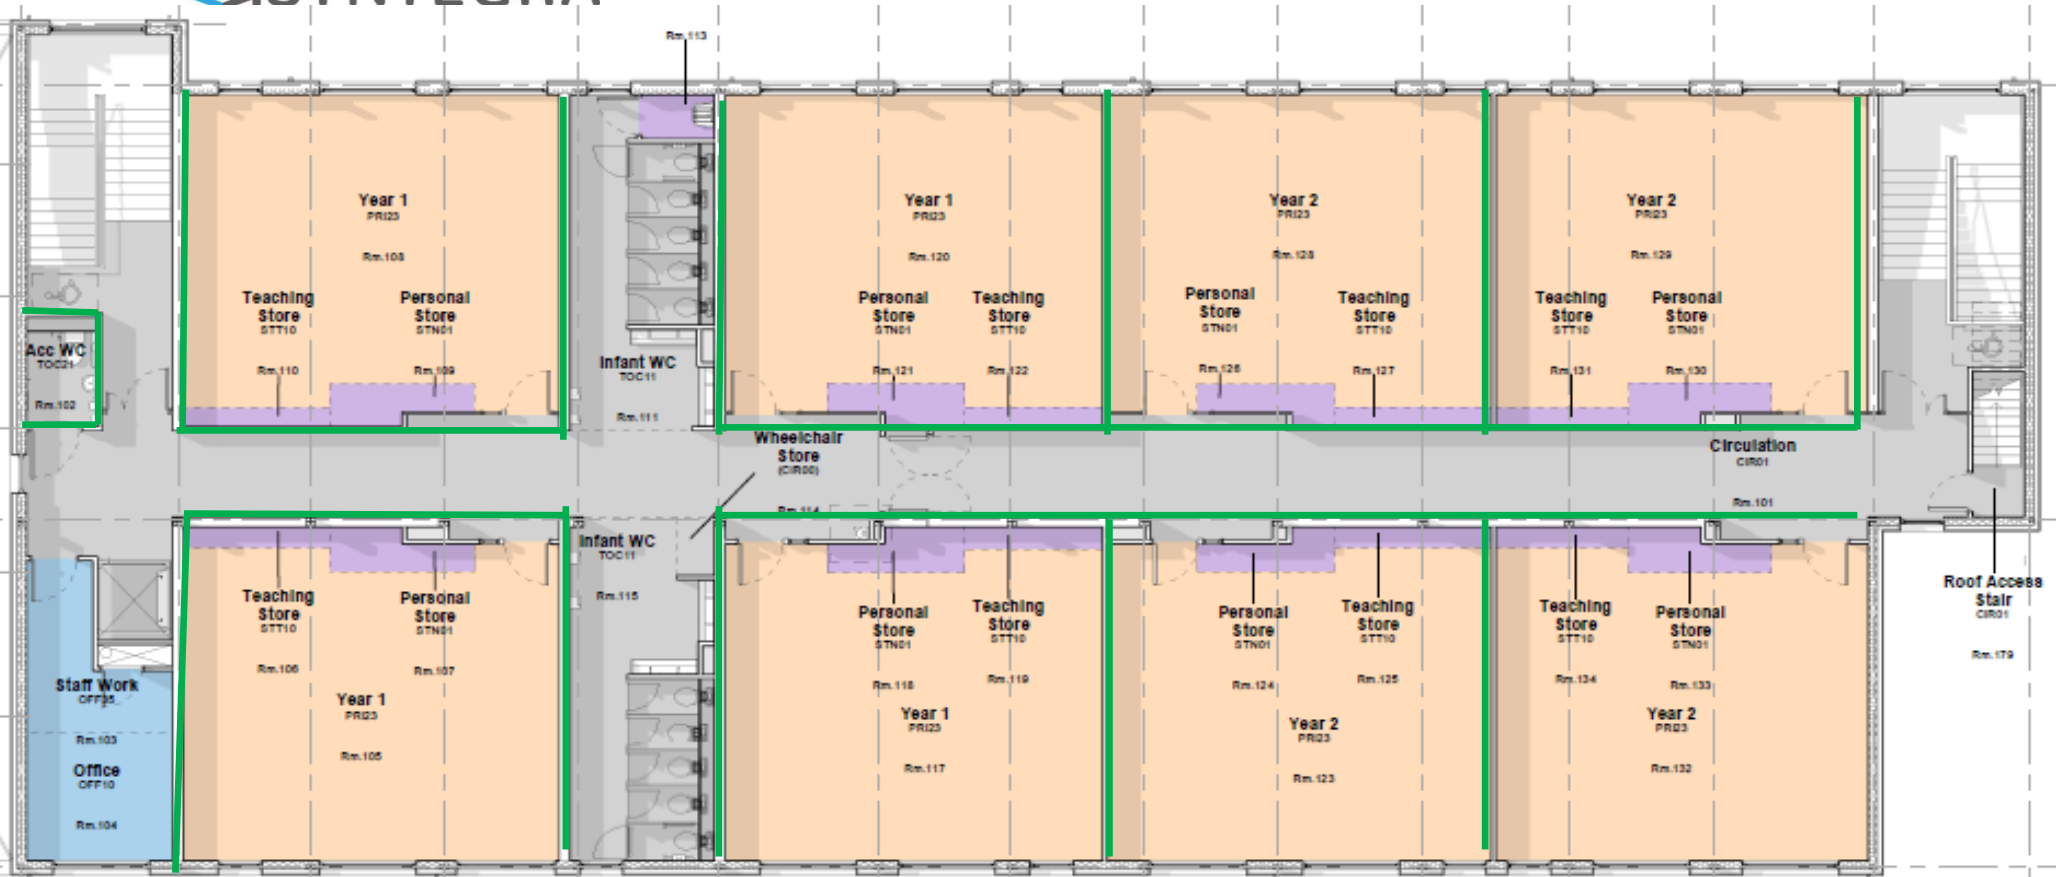 Rm.113
Year 1
PRI23
Rm.108
Teaching
Store
STT10
Rm.110
Personal
Store
STN01
Rm.109
Infant WC
TOC11
Rm.111
Year 1
PRI23
Rm.120
Personal
Store
STN01
Rm.121
Teaching
Store
STT10
Rm.122
Year 2
PRI23
Rm.128
Personal
Store
STN01
Rm.126
Teaching
Store
STT10
Rm.127
Year 2
PRI23
Rm.129
Teaching
Store
STT10
Rm.131
Personal
Store
STN01
Rm.130
Acc WC
TOC21
Rm.102
Wheelchair
Store
(CIR00)
Rm.114
Circulation
CIR01
Rm.101
Infant WC
TOC11
Rm.115
Teaching
Store
STT10
Rm.106
Personal
Store
STN01
Rm.107
Year 1
PRI23
Rm.105
Personal
Store
STN01
Rm.118
Teaching
Store
STT10
Rm.119
Year 1
PRI23
Rm.117
Personal
Store
STN01
Rm.124
Teaching
Store
STT10
Rm.125
Year 2
PRI23
Rm.123
Teaching
Store
STT10
Rm.134
Personal
Store
STN01
Rm.133
Year 2
PRI23
Rm.132
Roof Access
Stair
CIR01
Rm.179
Staff Work
Rm.103
Office
OFF10
Rm.104